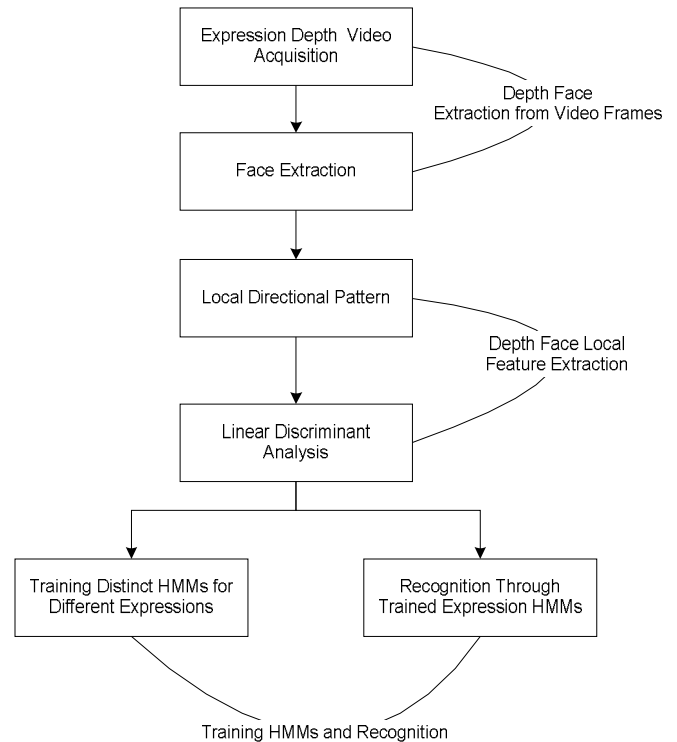 Expression Depth Video
Acquisition
Depth Face
Extraction from Video Frames
Face Extraction
Local Directional Pattern
Depth Face Local
Feature Extraction
Linear Discriminant
Analysis
Training Distinct HMMs for
Different Expressions
Recognition Through
Trained Expression HMMs
Training HMMs and Recognition